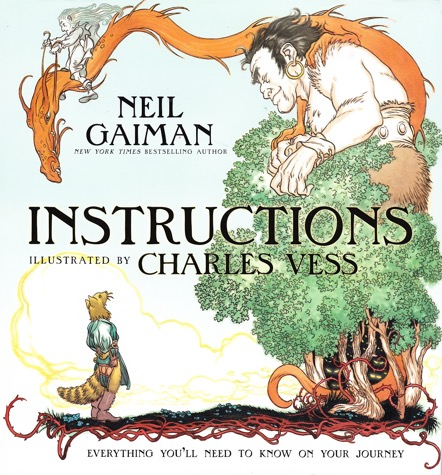 NEIL
GAIMAN
NEW YORK TIMES BESTSELLING AUTHOR
INSTRUCTIONS
ILLUSTRATED BY CHARLES VESS
EVERYTHING YOU'LL NEED TO KNOW ON YOUR JOURNEY